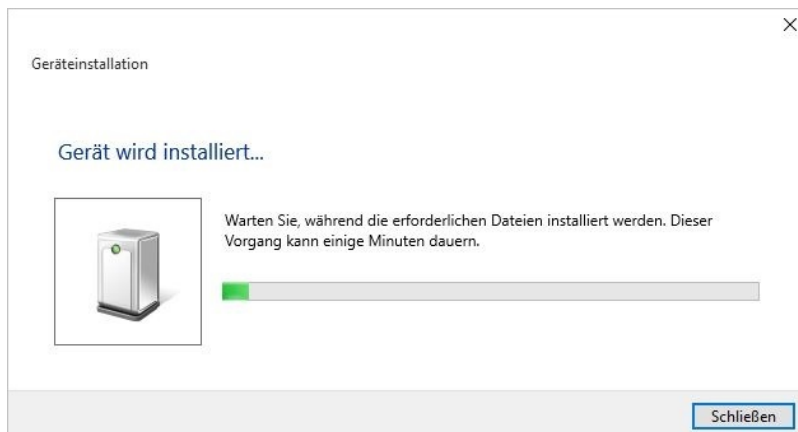 Geräteinstallation
Gerät wird installiert...
Warten Sie, während die erforderlichen Dateien installiert werden. Dieser
Vorgang kann einige Minuten dauern.
Schließen